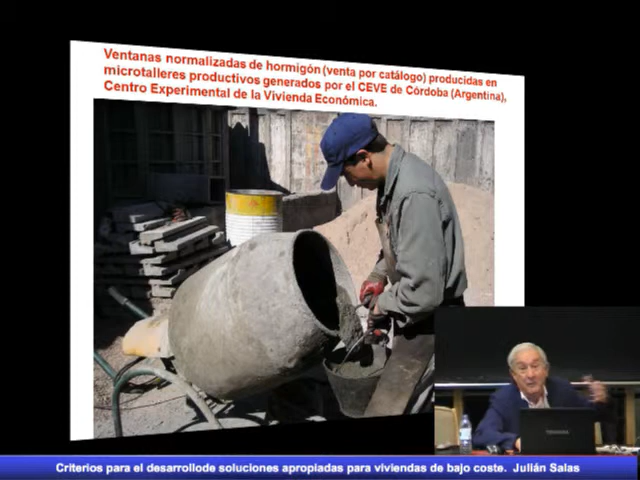 Ventanas normalizadas de hormigón (venta por catálogo) producidas en
microtalleres productivos generados por el CEVE de Córdoba (Argentina),
Centro Experimental de la Vivienda Económica.
TOSHIBA
Criterios para el desarrollode soluciones apropiadas para viviendas de bajo coste. Julián Salas